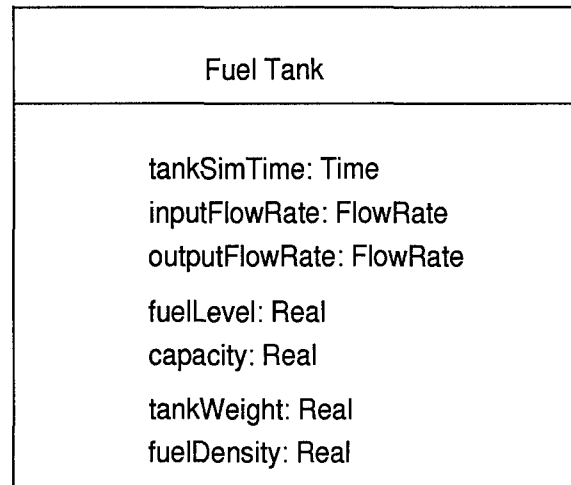 Fuel Tank
tankSimTime: Time
inputFlowRate: FlowRate
outputFlowRate: FlowRate
fuelLevel: Real
capacity: Real
tankWeight: Real
fuelDensity: Real